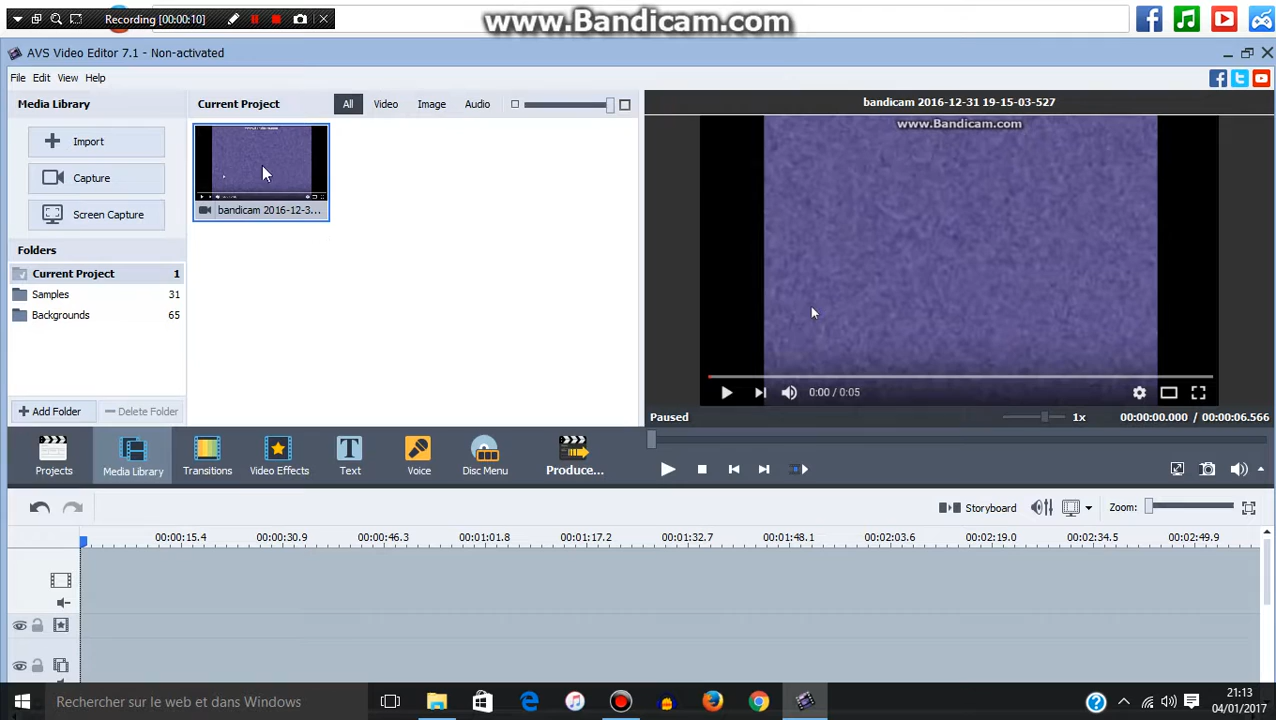 Recording [00:00:10]
www.Bandicam.com
AVS Video Editor 7.1 - Non-activated
File Edit View Help
Media Library
Current Project
All Video Image Audio
bandicam 2016-12-31 19-15-03-527
Import
Capture
Screen Capture
bandicam 2016-12-3...
www.Bandicam.com
Folders
Current Project 1
Samples 31
Backgrounds 65
0:00 / 0:05
Add Folder Delete Folder
Paused 1x 00:00:00.000 / 00:00:06.566
Projects Media Library Transitions Video Effects Text Voice Disc Menu Produce...
Storyboard Zoom:
00:00:15.4 00:00:30.9 00:00:46.3 00:01:01.8 00:01:17.2 00:01:32.7 00:01:48.1 00:02:03.6 00:02:19.0 00:02:34.5 00:02:49.9
Rechercher sur le web et dans Windows
21:13
04/01/2017